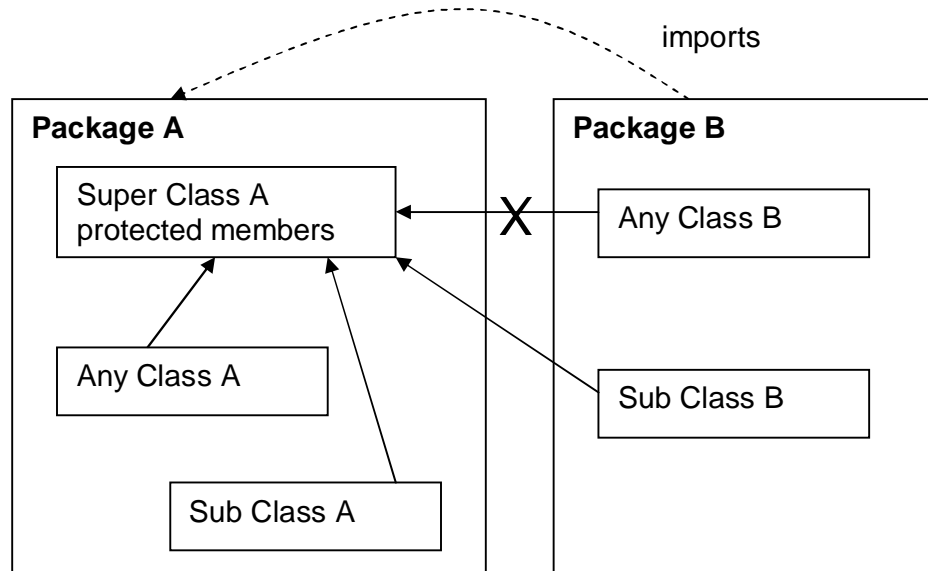 imports
Package A
Package B
Super Class A
protected members
X
Any Class B
Any Class A
Sub Class B
Sub Class A